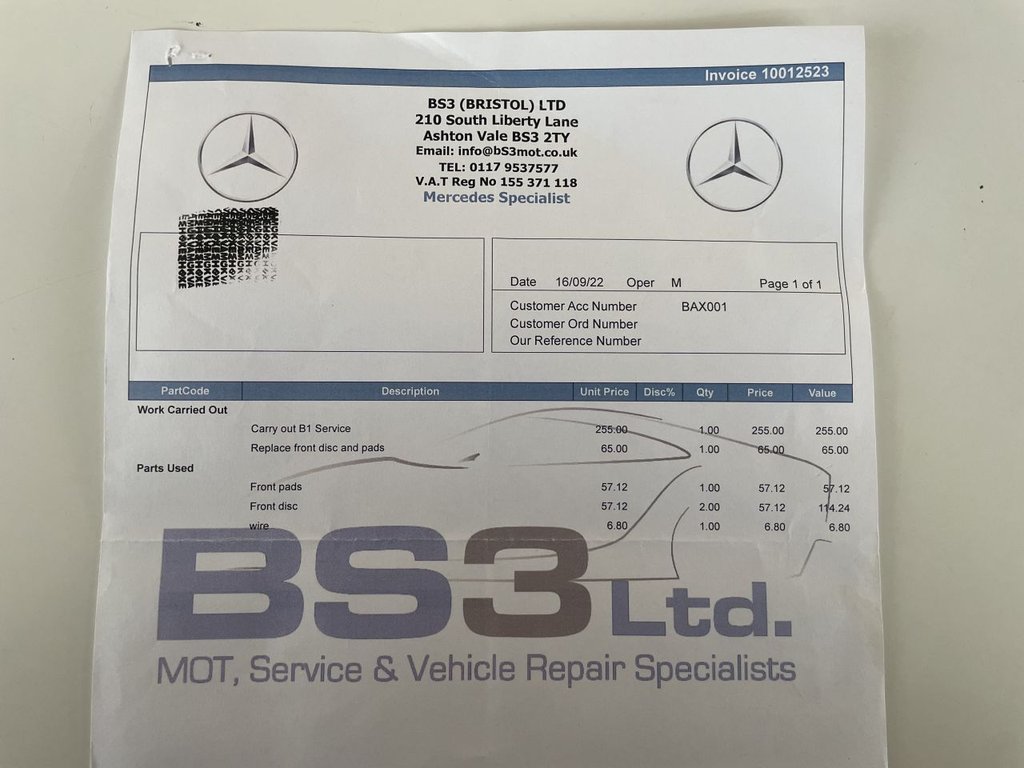 Invoice 10012523
BS3 (BRISTOL) LTD
210 South Liberty Lane
Ashton Vale BS3 2TY
Email: info@bS3mot.co.uk
TEL: 0117 9537577
V.A.T Reg No 155 371 118
Mercedes Specialist
Date 16/09/22 Oper M Page 1 of 1
Customer Acc Number BAX001
Customer Ord Number
Our Reference Number
PartCode Description Unit Price Disc% Qty Price Value
Work Carried Out
Carry out B1 Service 255.00 1.00 255.00 255.00
Replace front disc and pads 65.00 1.00 65.00 65.00
Parts Used
Front pads 57.12 1.00 57.12 57.12
Front disc 57.12 2.00 57.12 114.24
wire 6.80 1.00 6.80 6.80
BS3 Ltd.
MOT, Service & Vehicle Repair Specialists